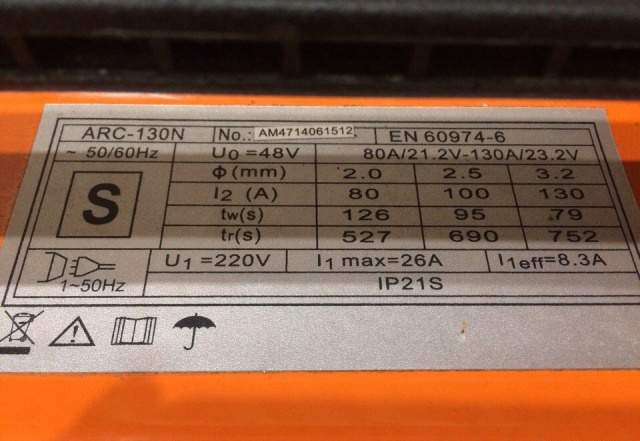 ARC-130N No.: AM4714061512 EN 60974-6
~ 50/60Hz U0 =48V 80A/21.2V-130A/23.2V
S
Φ(mm) 2.0 2.5 3.2
I2 (A) 80 100 130
tw(s) 126 95 79
tr(s) 527 690 752
1~50Hz U1 =220V I1 max=26A I1eff=8.3A
IP21S